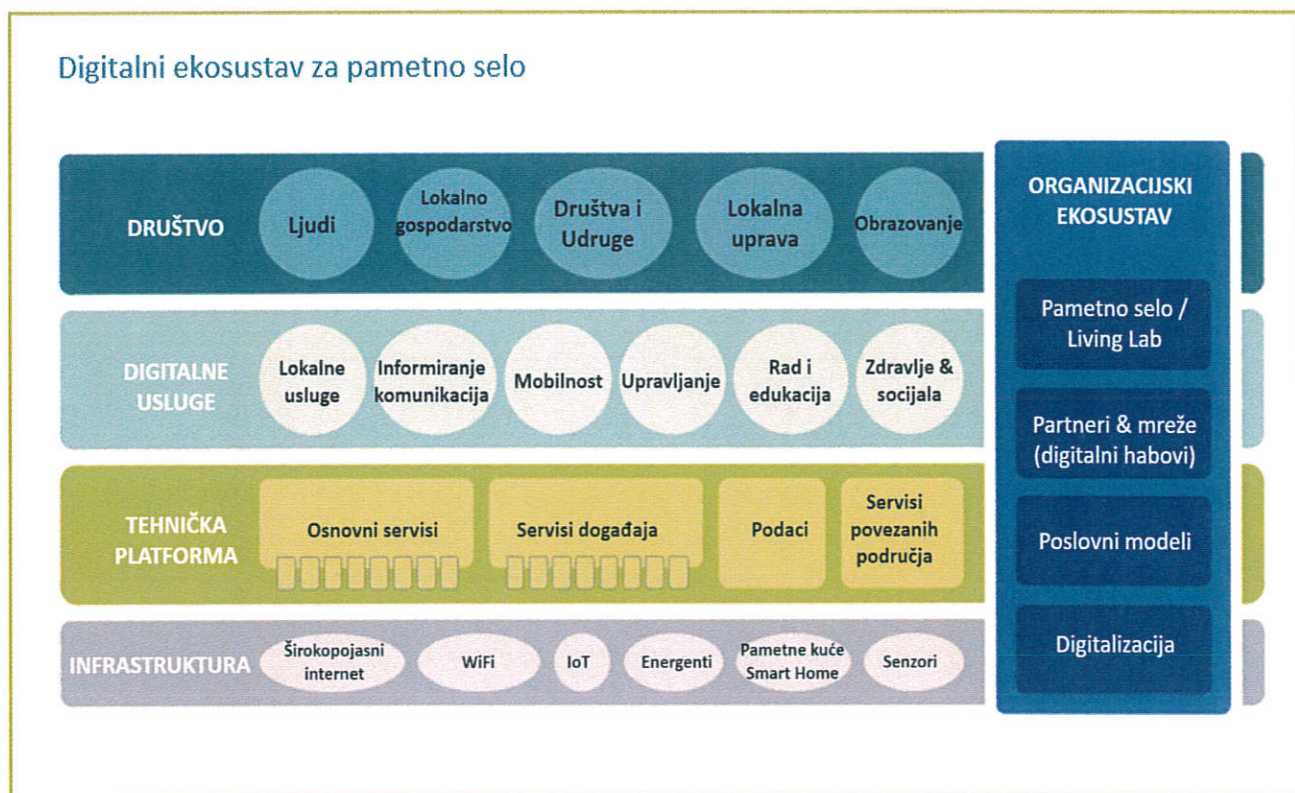 Digitalni ekosustav za pametno selo
DRUŠTVO
Ljudi
Lokalno
gospodarstvo
Društva i
Udruge
Lokalna
uprava
Obrazovanje
DIGITALNE
USLUGE
Lokalne
usluge
Informiranje
komunikacija
Mobilnost
Upravljanje
Rad i
edukacija
Zdravlje &
socijala
TEHNIČKA
PLATFORMA
Osnovni servisi
Servisi događaja
Podaci
Servisi
povezanih
područja
INFRASTRUKTURA
Širokopojasni
internet
WiFi
IoT
Energenti
Pametne kuće
Smart Home
Senzori
ORGANIZACIJSKI
EKOSUSTAV
Pametno selo /
Living Lab
Partneri & mreže
(digitalni habovi)
Poslovni modeli
Digitalizacija